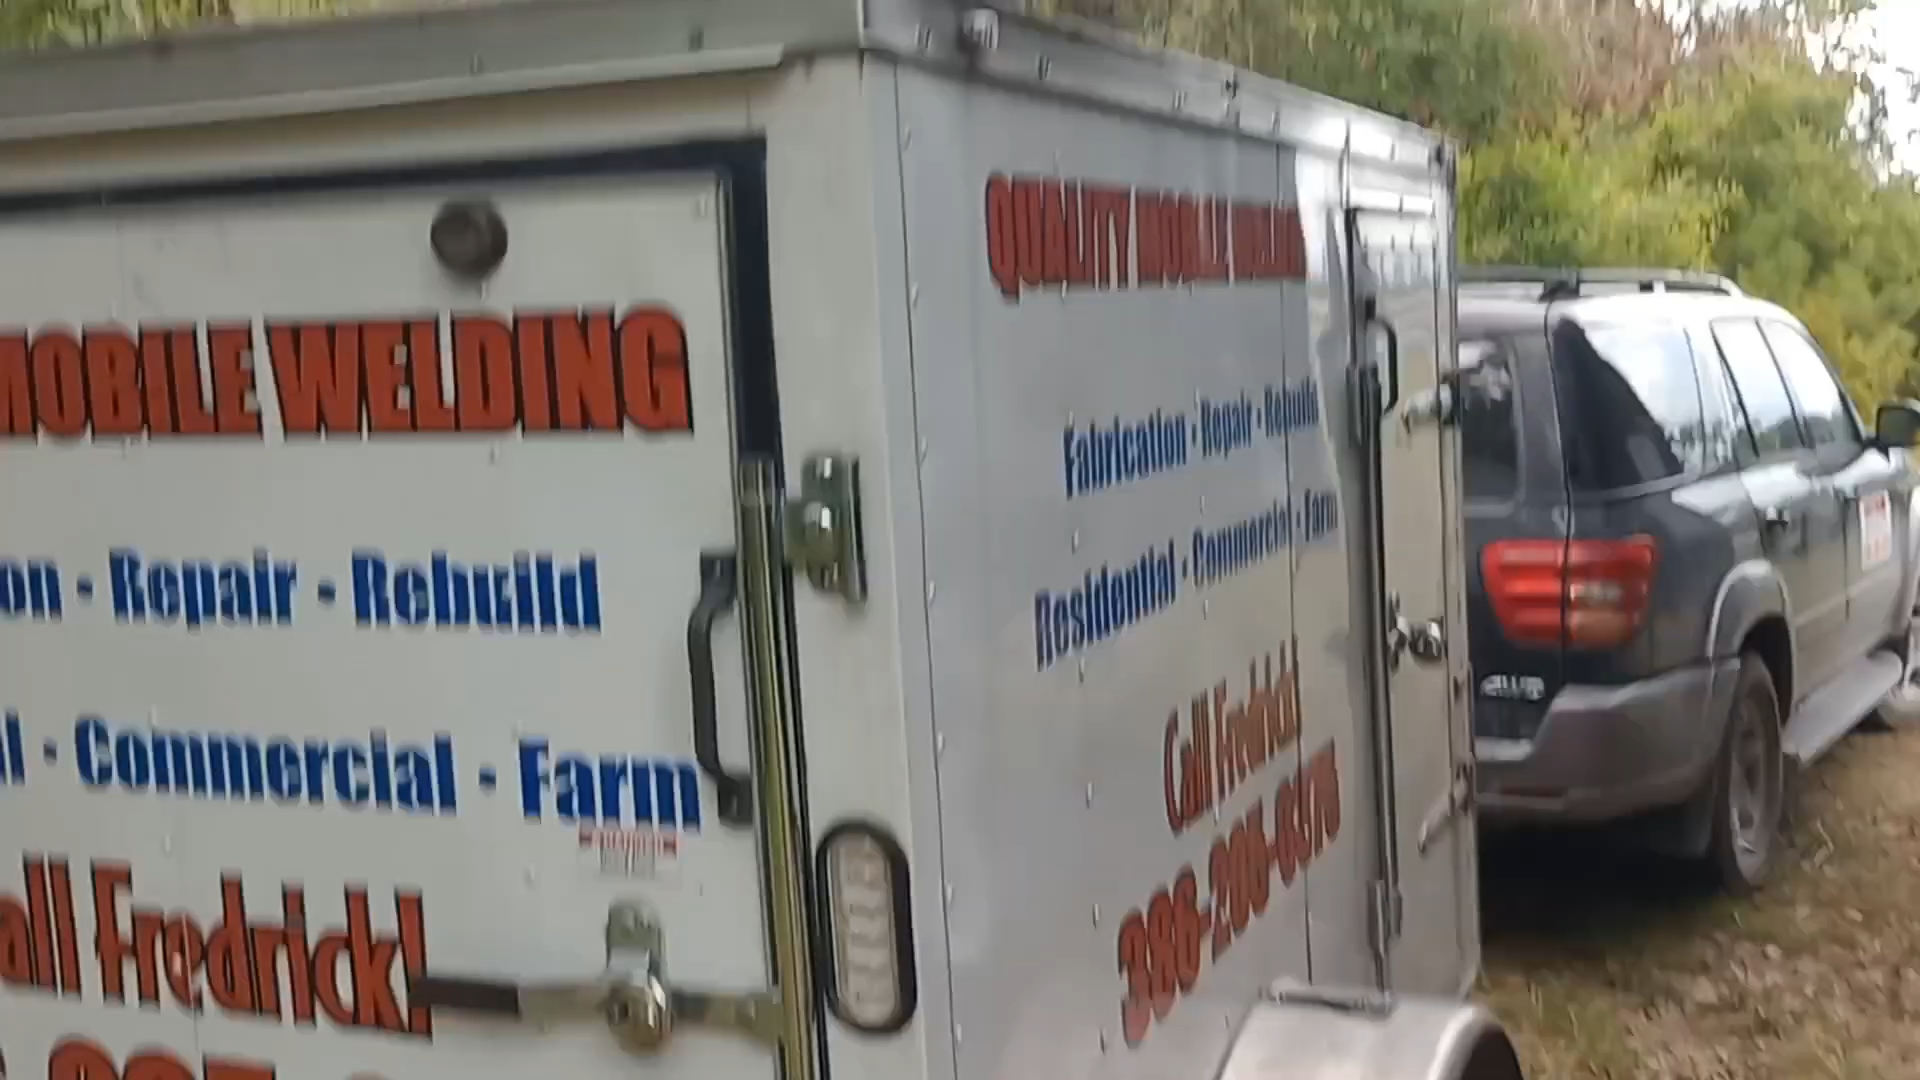 MOBILE WELDING
on - Repair - Rebuild
l - Commercial - Farm
all Fredrick!
QUALITY MOBILE WELDING
Fabrication - Repair - Rebuild
Residential - Commercial - Farm
Call Fredrick!